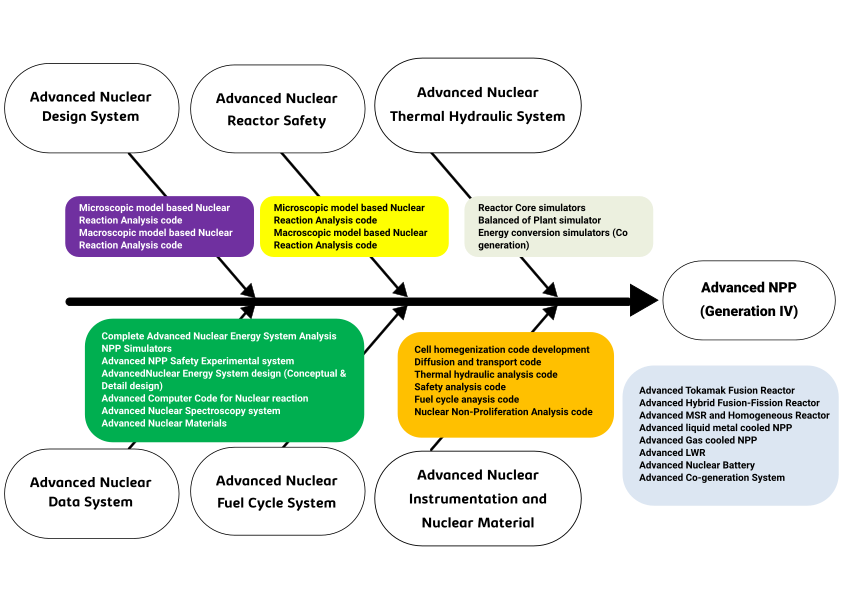 Advanced Nuclear
Design System
Advanced Nuclear
Reactor Safety
Advanced Nuclear
Thermal Hydraulic System
Microscopic model based Nuclear
Reaction Analysis code
Macroscopic model based Nuclear
Reaction Analysis code
Microscopic model based Nuclear
Reaction Analysis code
Macroscopic model based Nuclear
Reaction Analysis code
Reactor Core simulators
Balanced of Plant simulator
Energy conversion simulators (Co
generation)
Advanced NPP
(Generation IV)
Complete Advanced Nuclear Energy System Analysis
NPP Simulators
Advanced NPP Safety Experimental system
AdvancedNuclear Energy System design (Conceptual &
Detail design)
Advanced Computer Code for Nuclear reaction
Advanced Nuclear Spectroscopy system
Advanced Nuclear Materials
Cell homegenization code development
Diffusion and transport code
Thermal hydraulic analysis code
Safety analysis code
Fuel cycle anaysis code
Nuclear Non-Proliferation Analysis code
Advanced Tokamak Fusion Reactor
Advanced Hybrid Fusion-Fission Reactor
Advanced MSR and Homogeneous Reactor
Advanced liquid metal cooled NPP
Advanced Gas cooled NPP
Advanced LWR
Advanced Nuclear Battery
Advanced Co-generation System
Advanced Nuclear
Data System
Advanced Nuclear
Fuel Cycle System
Advanced Nuclear
Instrumentation and
Nuclear Material